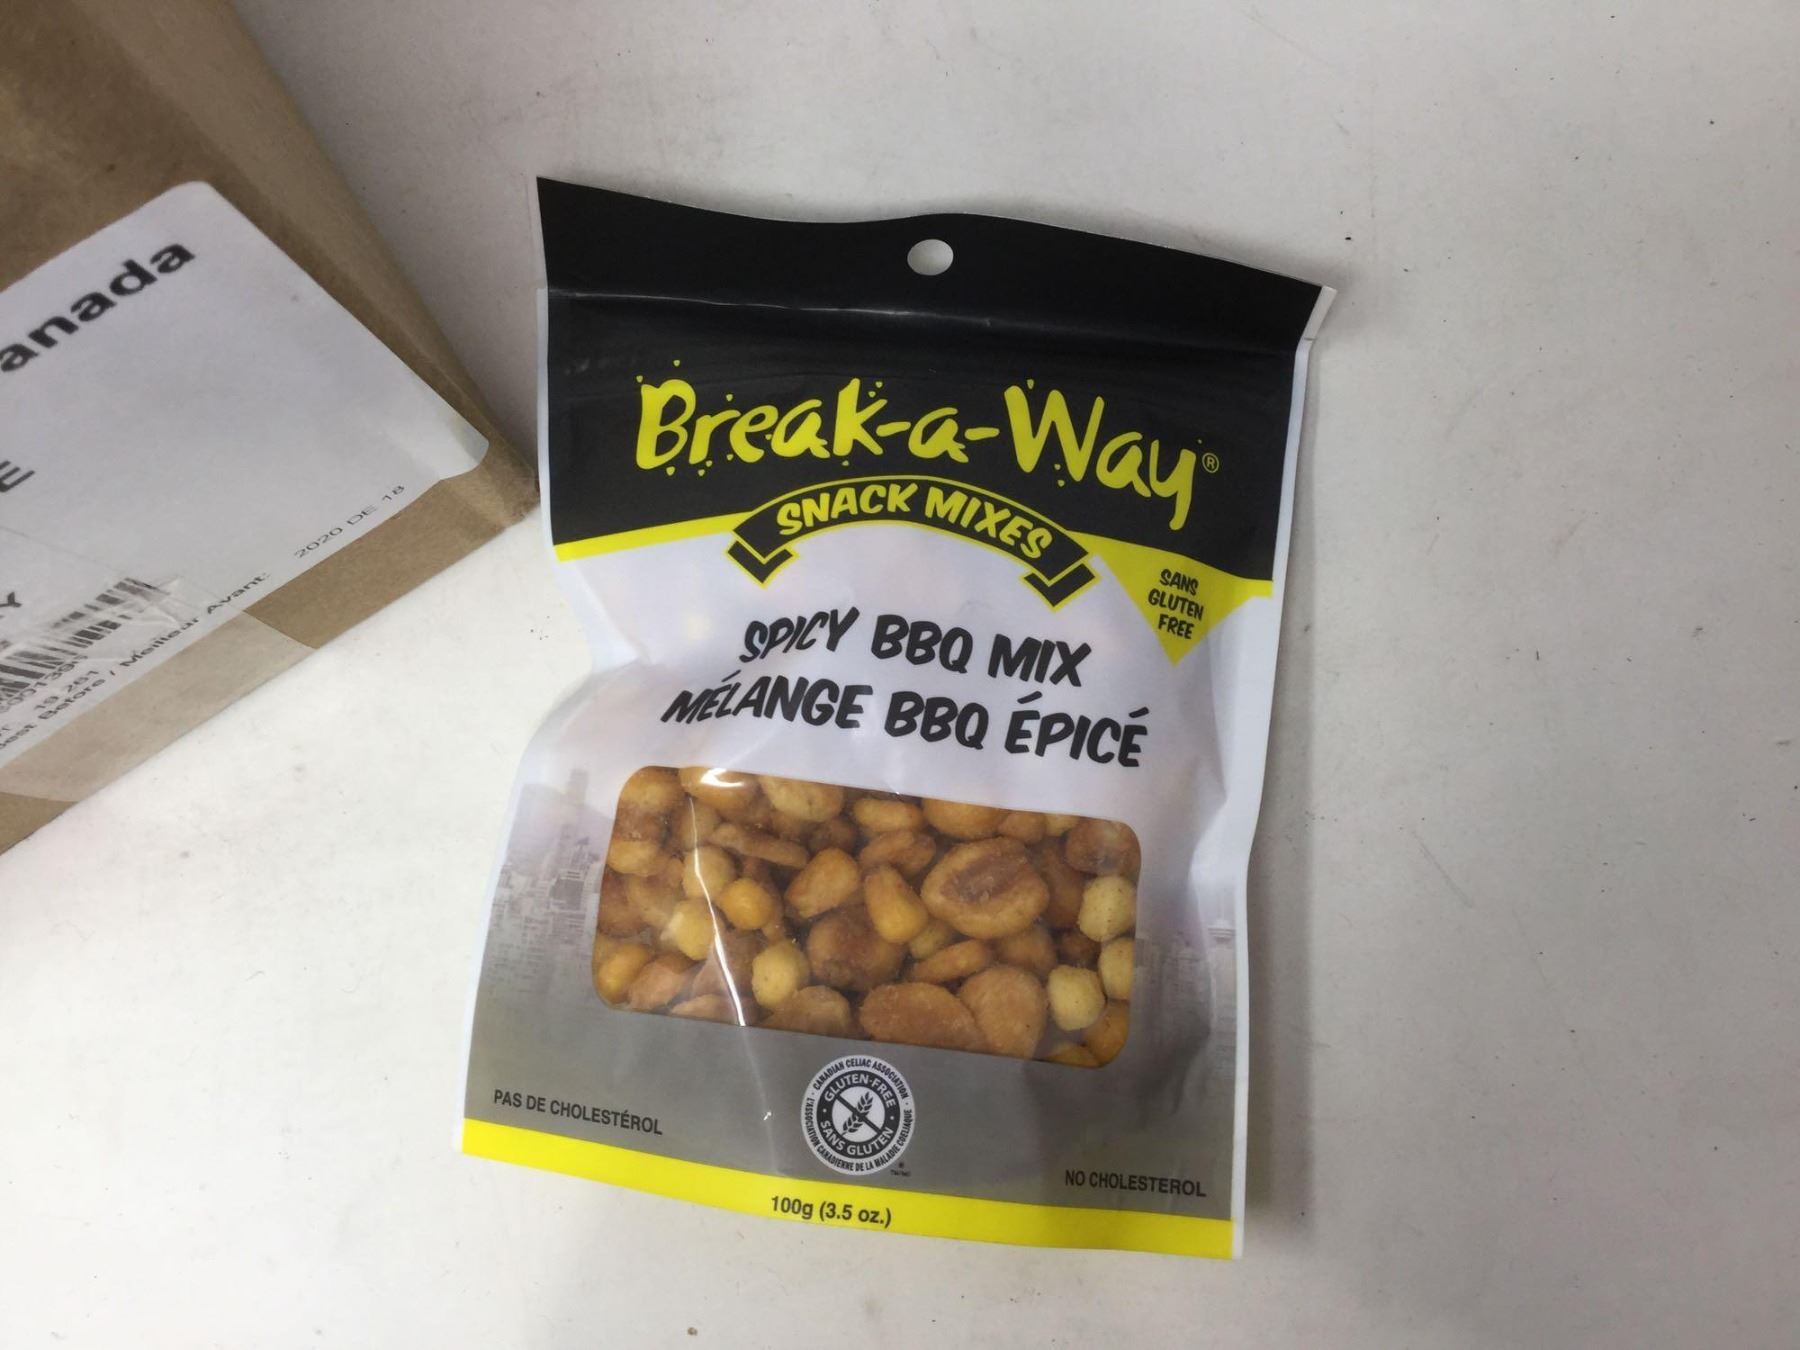 anada
E
Y
19 261
Best Before / Meilleur Avant:
2020 DE 18
Break-a-Way®
SNACK MIXES
SANS
GLUTEN
FREE
SPICY BBQ MIX
MÉLANGE BBQ ÉPICÉ
CANADIAN CELIAC ASSOCIATION
GLUTEN-FREE
SANS GLUTEN
L'ASSOCIATION CANADIENNE DE LA MALADIE COELIAQUE
PAS DE CHOLESTÉROL
NO CHOLESTEROL
100g (3.5 oz.)